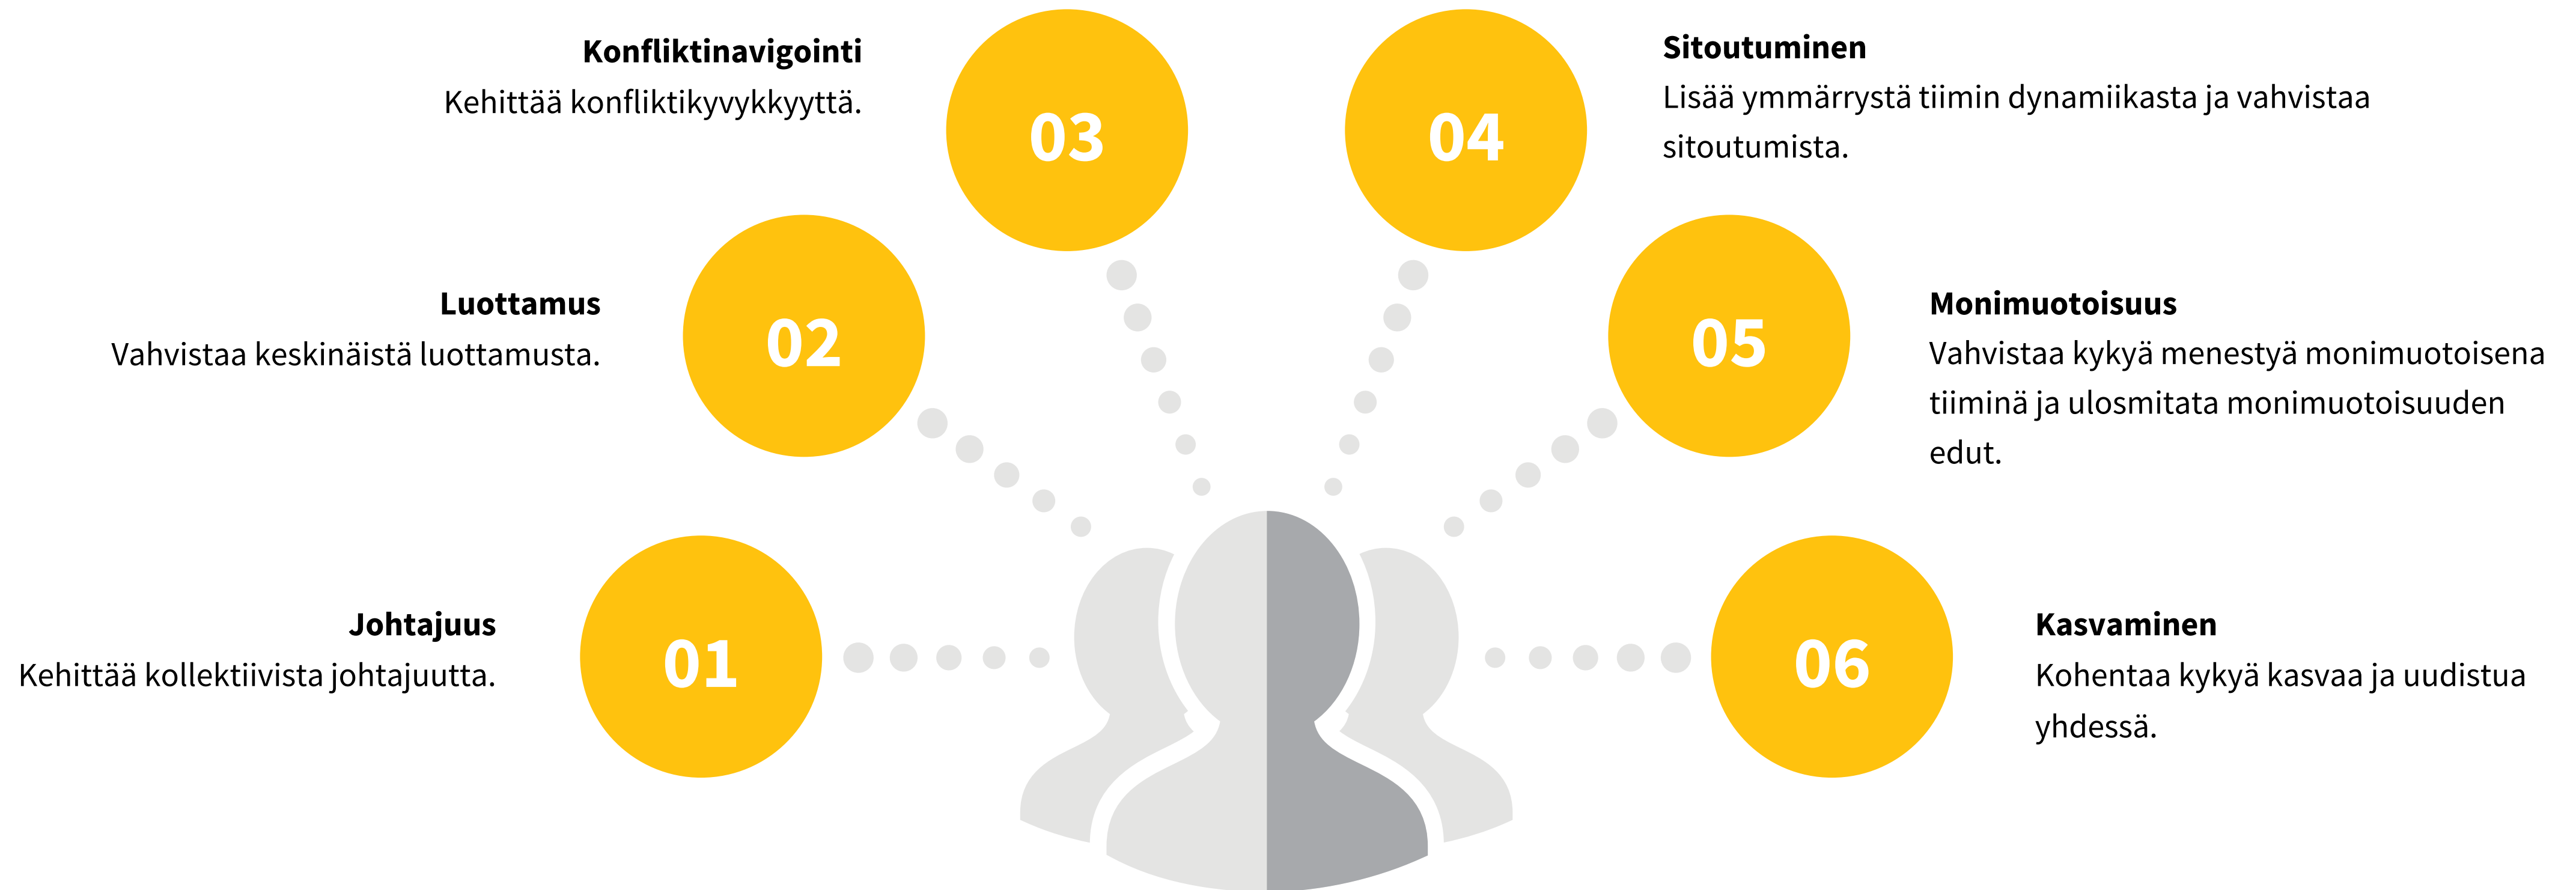 01
Johtajuus
Kehittää kollektiivista johtajuutta.
02
Luottamus
Vahvistaa keskinäistä luottamusta.
03
Konfliktinavigointi
Kehittää konfliktikyvykkyyttä.
04
Sitoutuminen
Lisää ymmärrystä tiimin dynamiikasta ja vahvistaa
sitoutumista.
05
Monimuotoisuus
Vahvistaa kykyä menestyä monimuotoisena
tiiminä ja ulosmitata monimuotoisuuden
edut.
06
Kasvaminen
Kohentaa kykyä kasvaa ja uudistua
yhdessä.